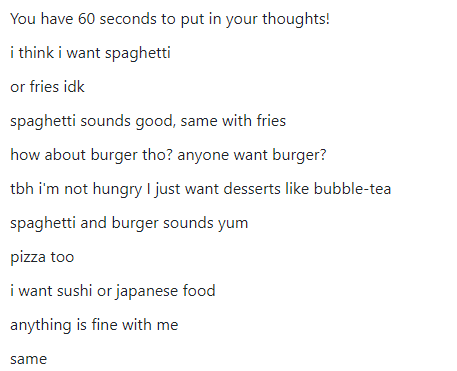 You have 60 seconds to put in your thoughts!
i think i want spaghetti
or fries idk
spaghetti sounds good, same with fries
how about burger tho? anyone want burger?
tbh i'm not hungry I just want desserts like bubble-tea
spaghetti and burger sounds yum
pizza too
i want sushi or japanese food
anything is fine with me
same